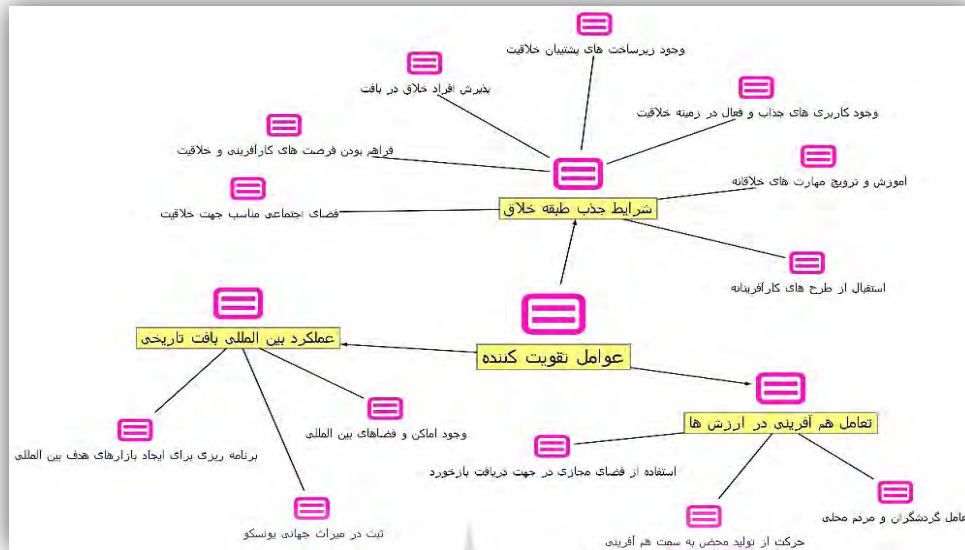 وجود زیرساخت های پشتیبان خلاقیت
پذیرش افراد خلاق در بافت
وجود کاربری های جذاب و فعال در زمینه خلاقیت
فراهم بودن فرصت های کارآفرینی و خلاقیت
آموزش و ترویج مهارت های خلاقانه
شرایط جذب طبقه خلاق
فضای اجتماعی مناسب جهت خلاقیت
استقبال از طرح های کارآفرینانه
عملکرد بین المللی بافت تاریخی
عوامل تقویت کننده
تعامل هم آفرینی در ارزش ها
وجود اماکن و فضاهای بین المللی
برنامه ریزی برای ایجاد بازارهای هدف بین المللی
استفاده از فضای مجازی در جهت دریافت بازخورد
تعامل گردشگران و مردم محلی
ثبت در میراث جهانی یونسکو
حرکت از تولید محض به سمت هم آفرینی